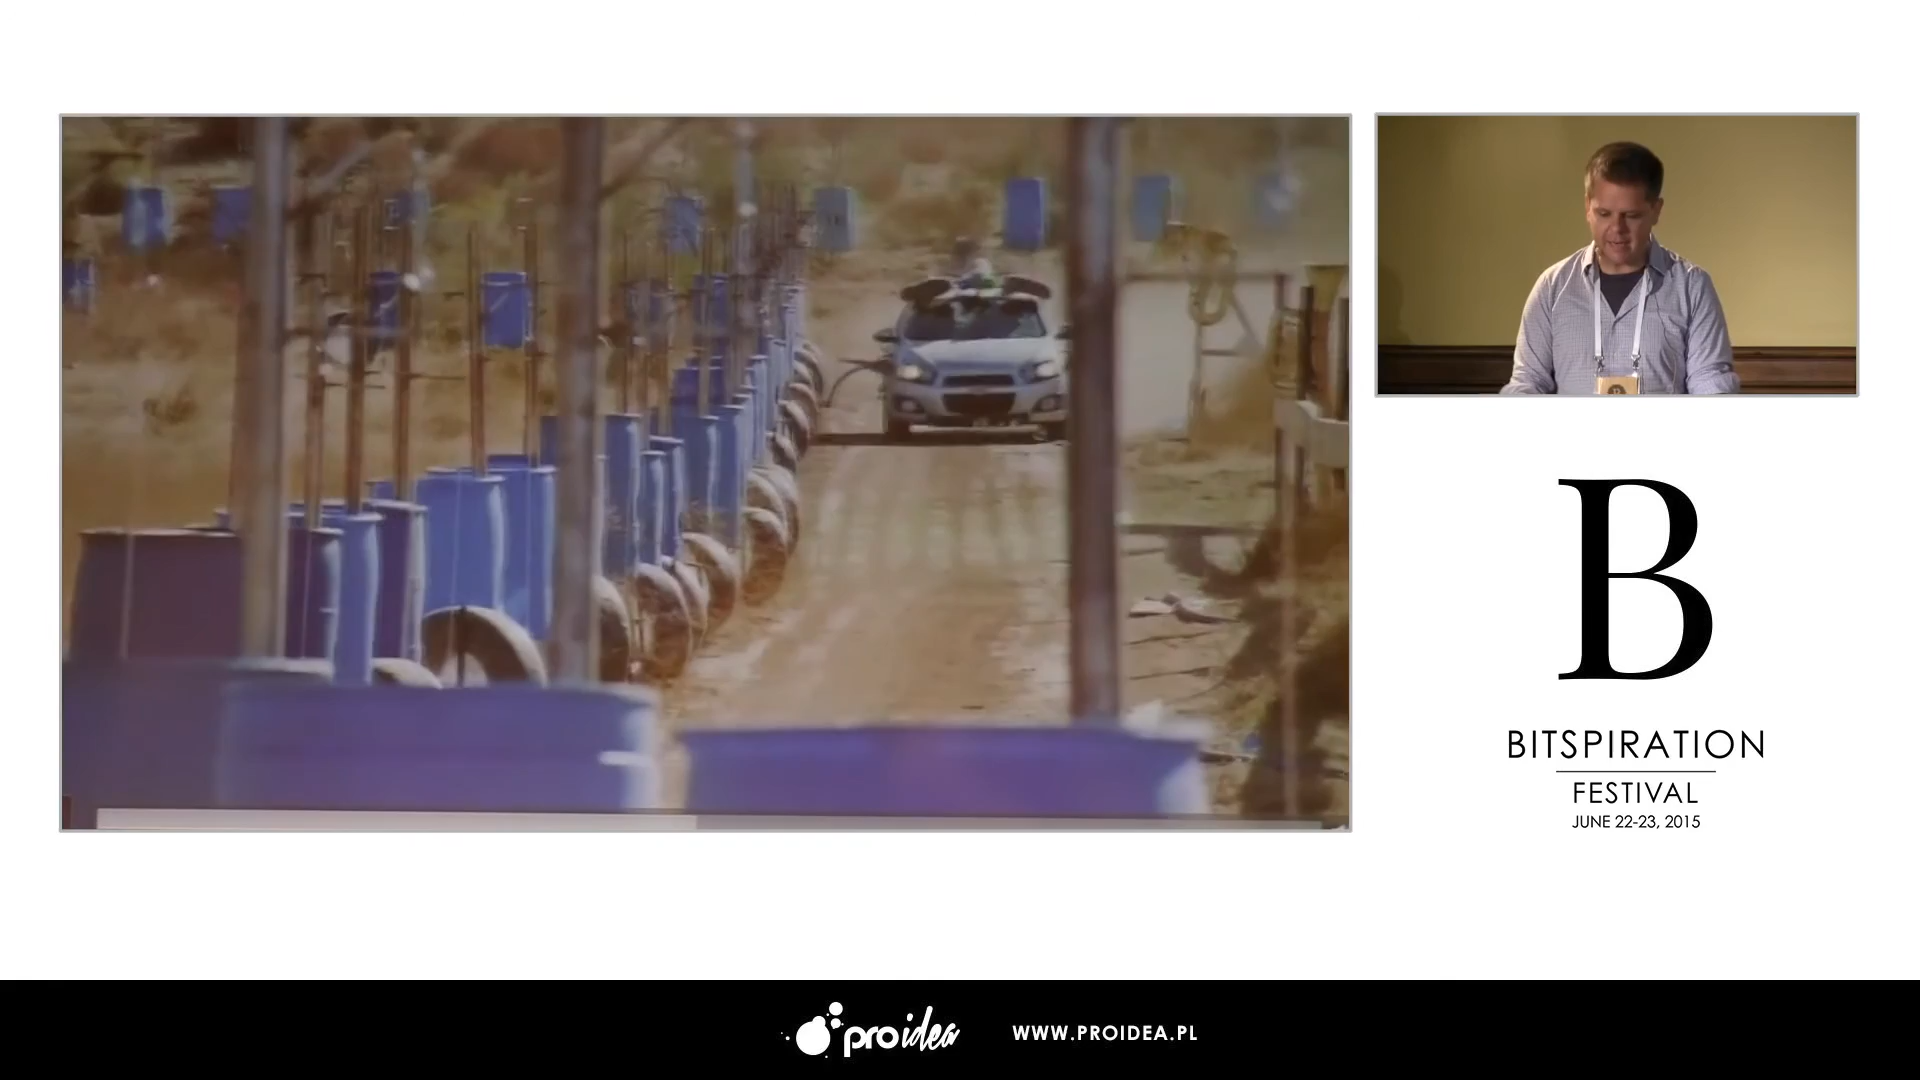 B
BITSPIRATION
FESTIVAL
JUNE 22-23, 2015
proidea
WWW.PROIDEA.PL